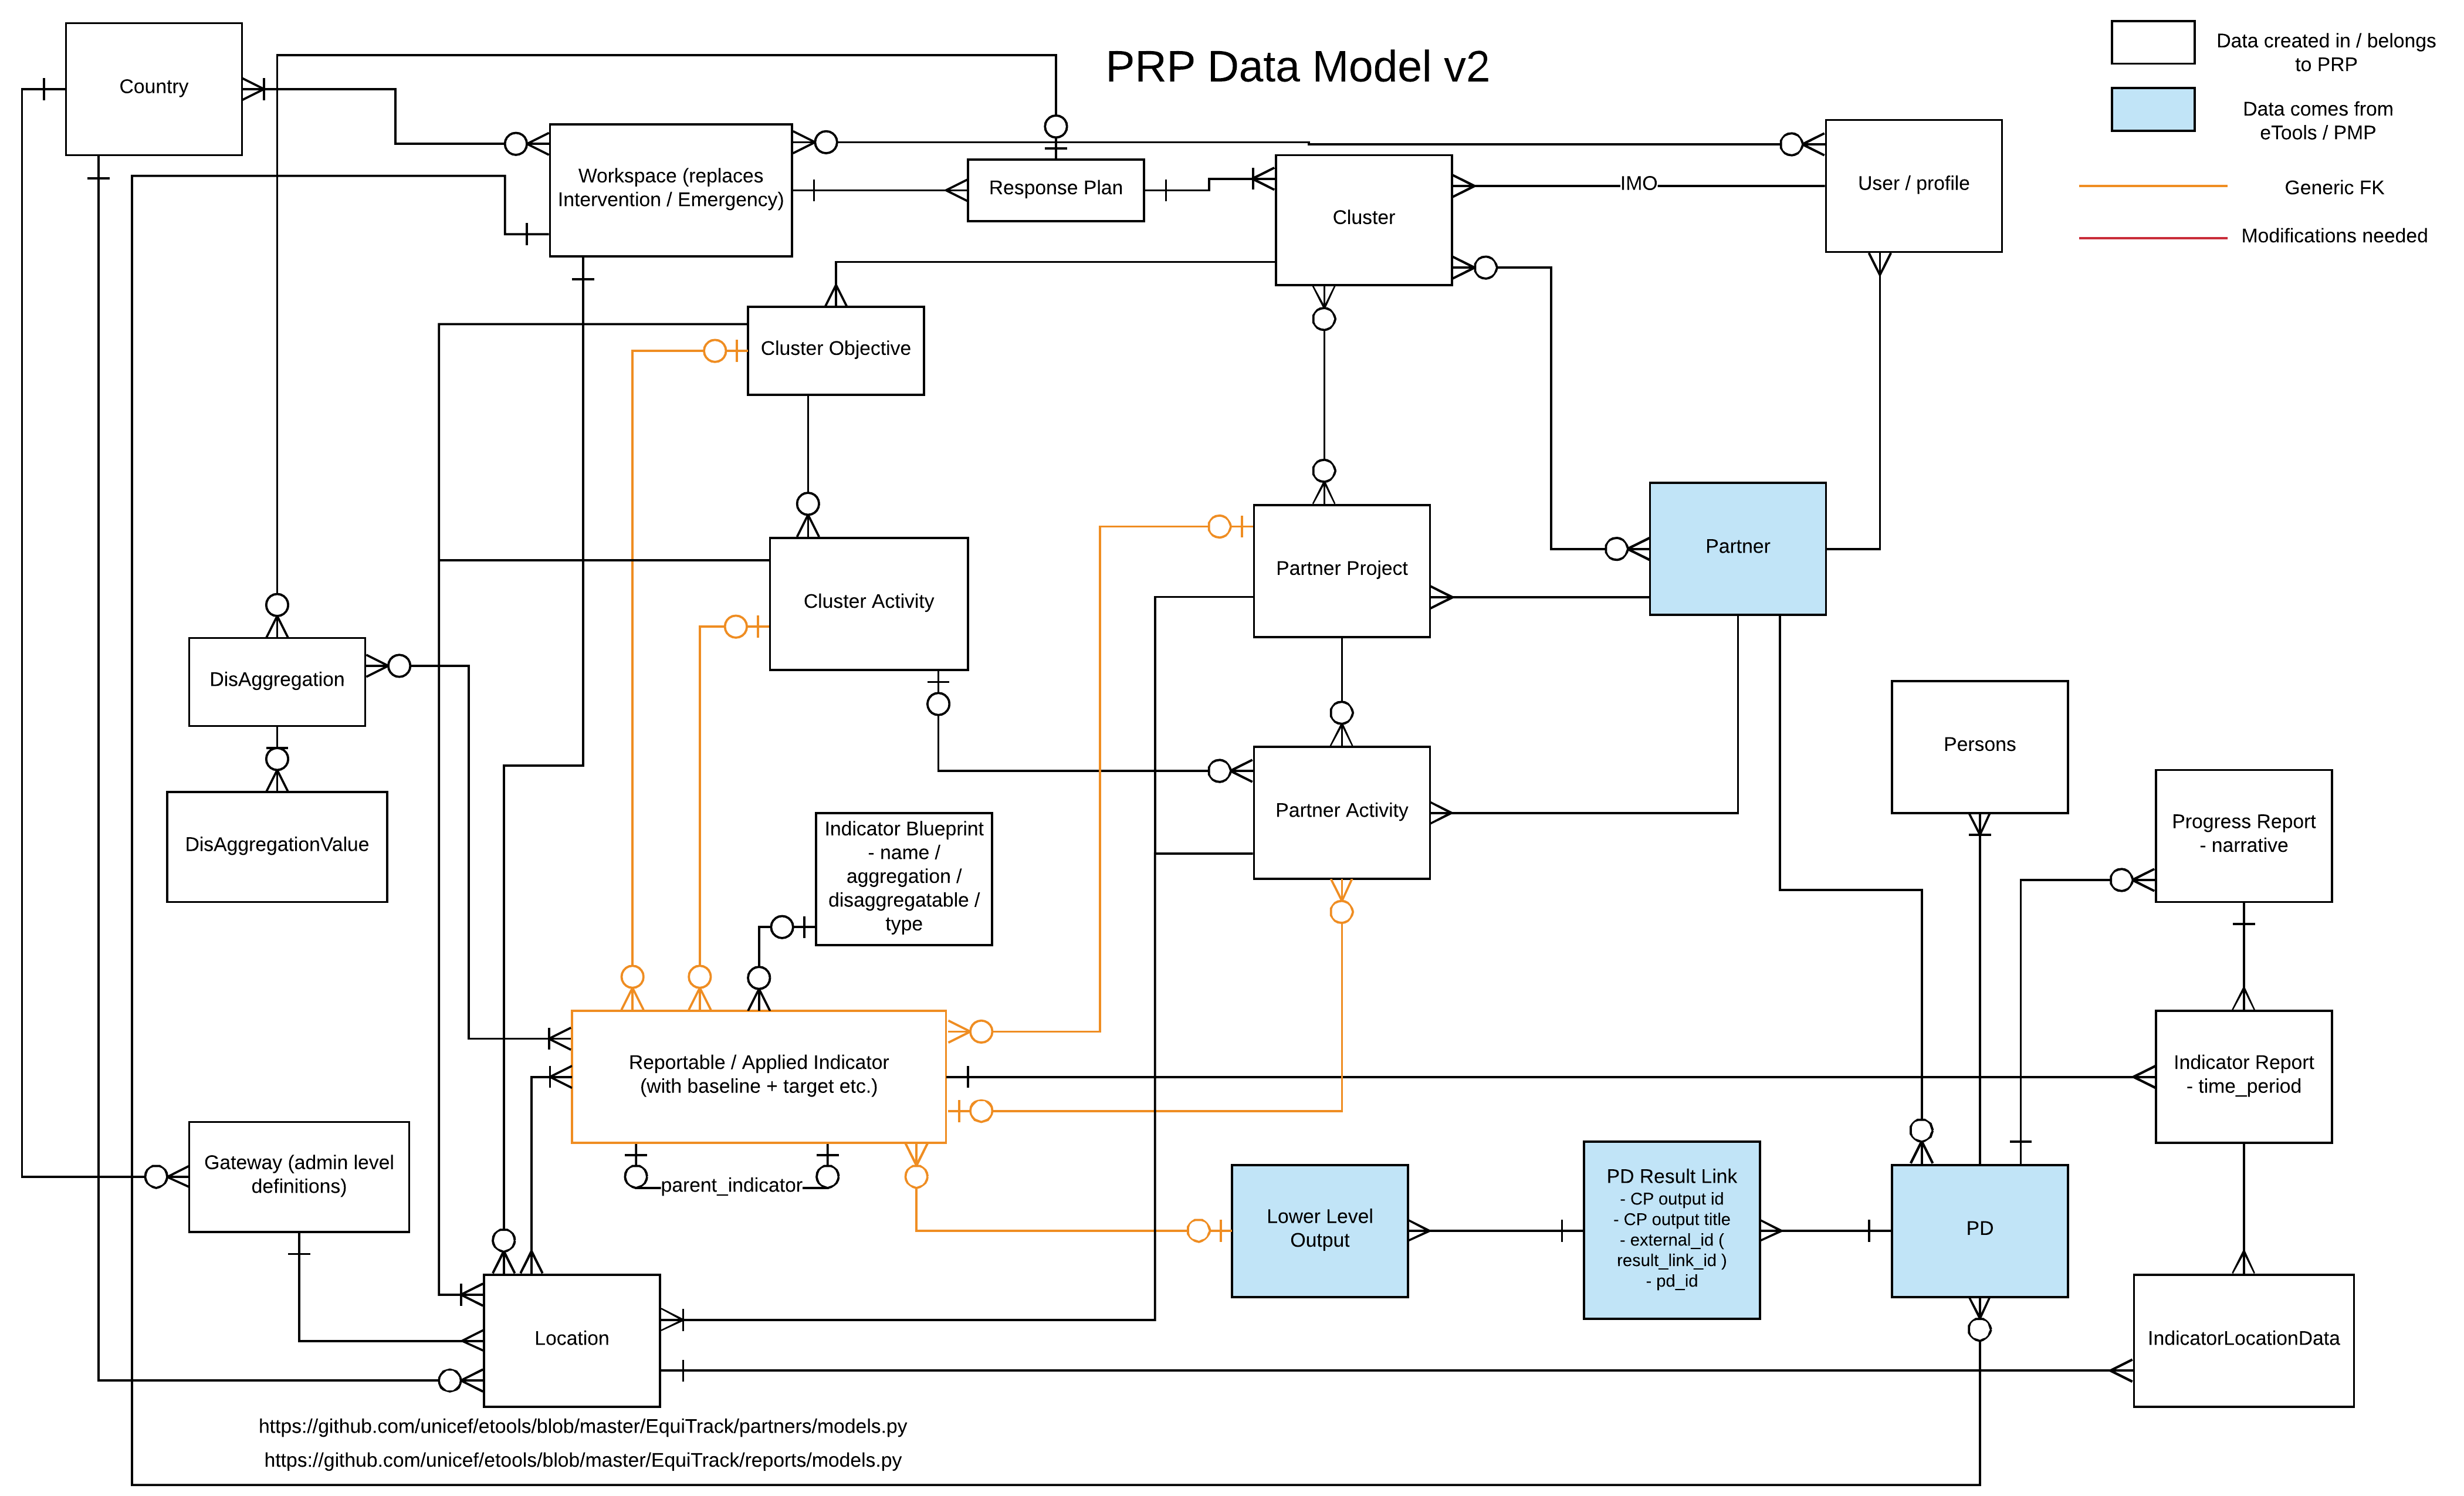 PRP Data Model v2
Data created in / belongs
to PRP
Data comes from
eTools / PMP
Generic FK
Modifications needed
Country
Workspace (replaces
Intervention / Emergency)
Response Plan
Cluster
IMO
User / profile
Cluster Objective
Cluster Activity
Partner Project
Partner
DisAggregation
DisAggregationValue
Partner Activity
Persons
Progress Report
- narrative
Indicator Blueprint
- name /
aggregation /
disaggregatable /
type
Reportable / Applied Indicator
(with baseline + target etc.)
Indicator Report
- time_period
parent_indicator
Gateway (admin level
definitions)
Lower Level
Output
PD Result Link
- CP output id
- CP output title
- external_id (
result_link_id )
- pd_id
PD
Location
IndicatorLocationData
https://github.com/unicef/etools/blob/master/EquiTrack/partners/models.py
https://github.com/unicef/etools/blob/master/EquiTrack/reports/models.py